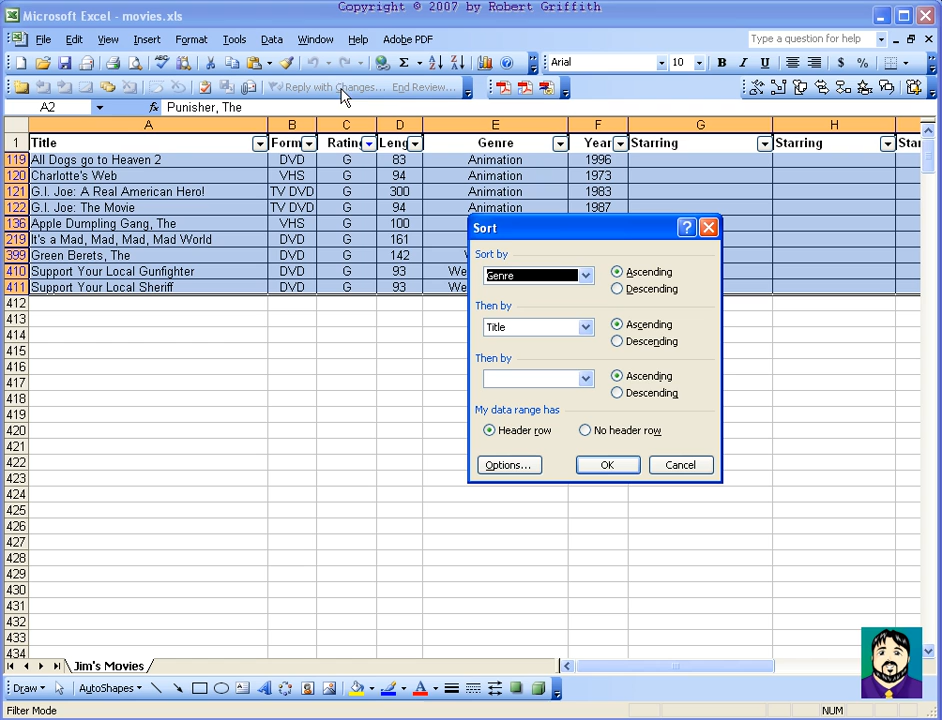 Copyright © 2007 by Robert Griffith
Microsoft Excel - movies.xls
File Edit View Insert Format Tools Data Window Help Adobe PDF
Type a question for help
Arial 10 B I U $ %
Reply with Changes... End Review...
A2 fx Punisher, The
A B C D E F G H
1 Title Form Rating Leng Genre Year Starring Starring Star
119 All Dogs go to Heaven 2 DVD G 83 Animation 1996
120 Charlotte's Web VHS G 94 Animation 1973
121 G.I. Joe: A Real American Hero! TV DVD G 300 Animation 1983
122 G.I. Joe: The Movie TV DVD G 94 Animation 1987
136 Apple Dumpling Gang, The VHS G 100
219 It's a Mad, Mad, Mad, Mad World DVD G 161
399 Green Berets, The DVD G 142
410 Support Your Local Gunfighter DVD G 93 We
411 Support Your Local Sheriff DVD G 93 We
412
413
414
415
416
417
418
419
420
421
422
423
424
425
426
427
428
429
430
431
432
433
434
Sort
Sort by
Genre
Ascending
Descending
Then by
Title
Ascending
Descending
Then by
Ascending
Descending
My data range has
Header row
No header row
Options...
OK
Cancel
Jim's Movies
Draw AutoShapes
Filter Mode NUM